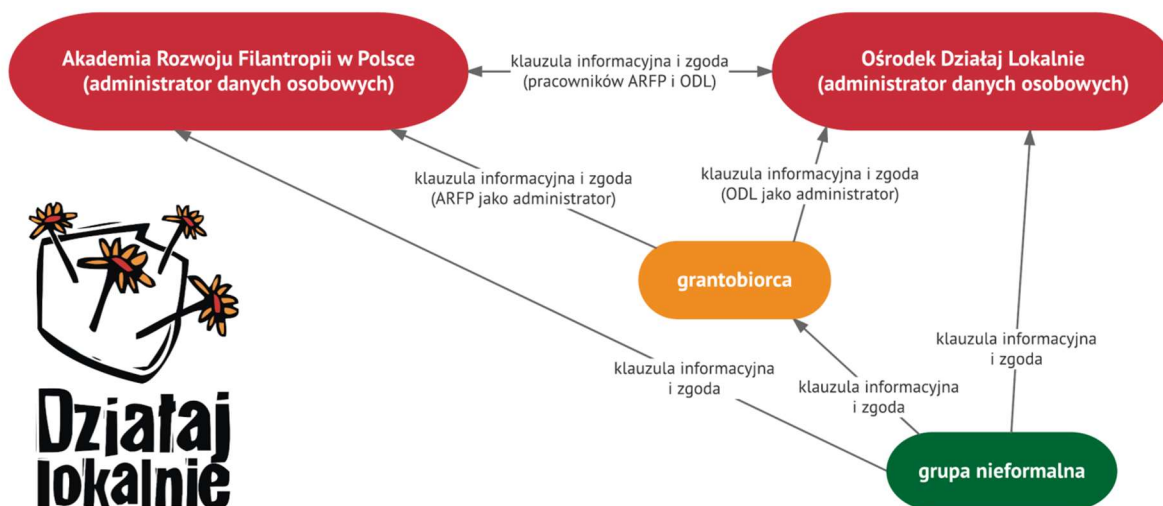 Akademia Rozwoju Filantropii w Polsce
(administrator danych osobowych)
klauzula informacyjna i zgoda
(pracowników ARFP i ODL)
Ośrodek Działaj Lokalnie
(administrator danych osobowych)
klauzula informacyjna i zgoda
(ARFP jako administrator)
klauzula informacyjna i zgoda
(ODL jako administrator)
grantobiorca
klauzula informacyjna
i zgoda
klauzula informacyjna
i zgoda
klauzula informacyjna
i zgoda
grupa nieformalna
Działaj
lokalnie